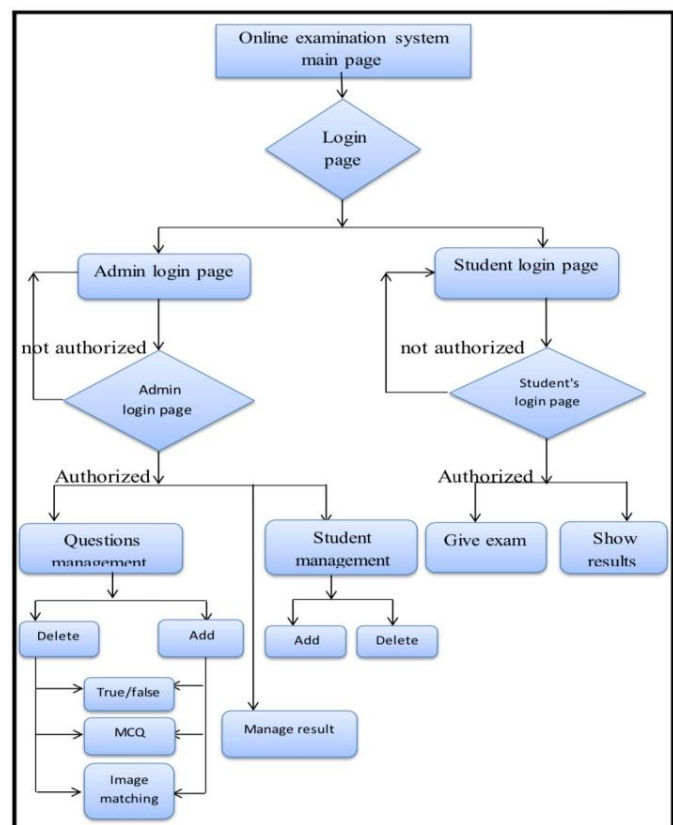 Online examination system
main page
Login
page
Admin login page
Student login page
not authorized
not authorized
Admin
login page
Student's
login page
Authorized
Authorized
Questions
management
Student
management
Give exam
Show
results
Delete
Add
Add
Delete
True/false
MCQ
Manage result
Image
matching